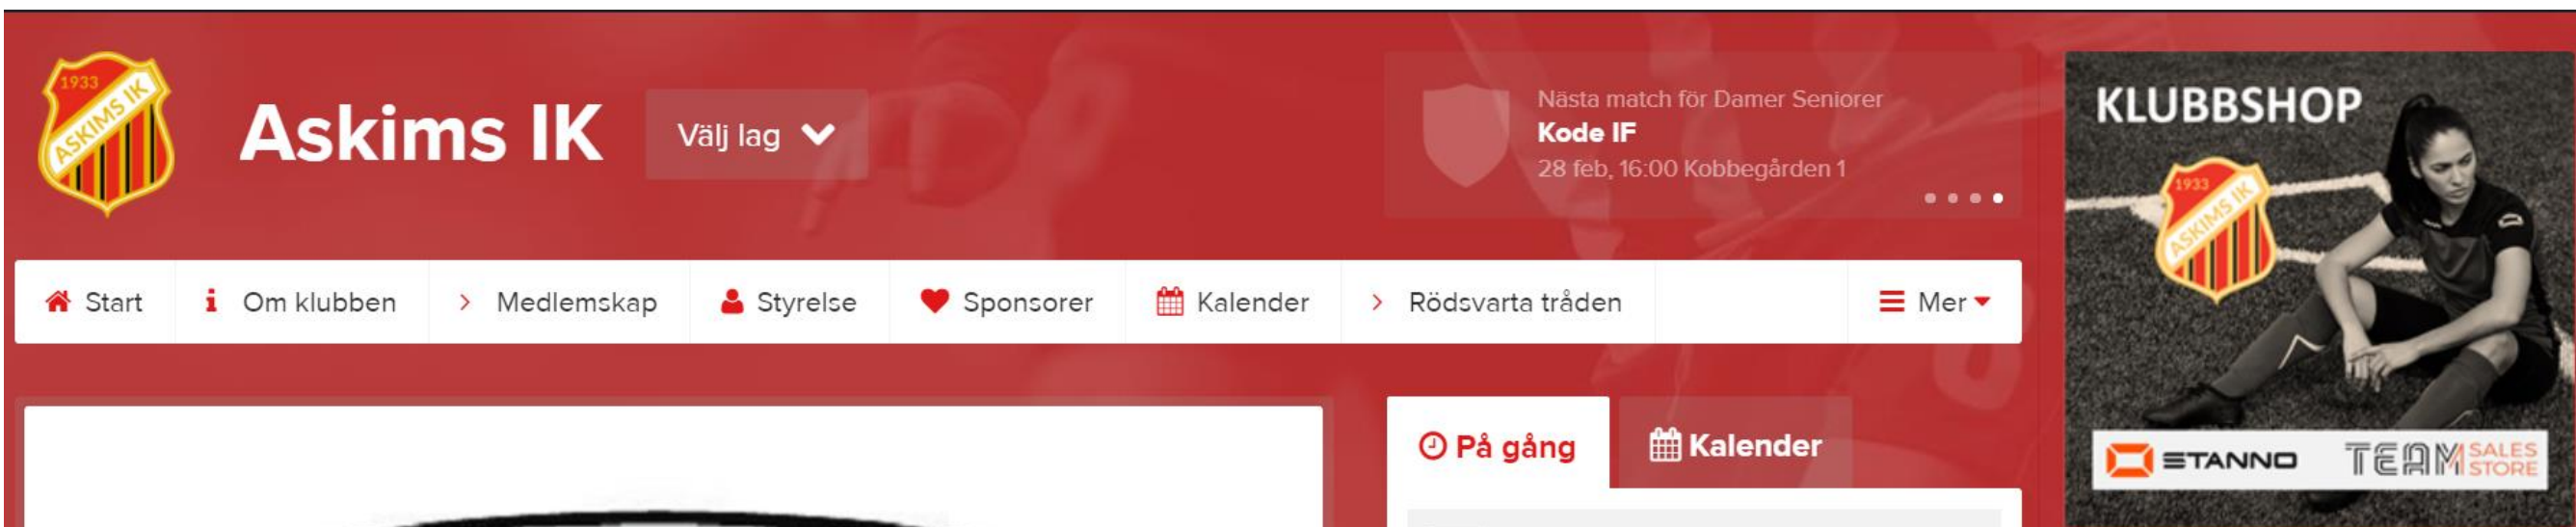 1933
ASKIMS IK
Askims IK
Välj lag
Nästa match för Damer Seniorer
Kode IF
28 feb, 16:00 Kobbegården 1
Start
Om klubben
Medlemskap
Styrelse
Sponsorer
Kalender
Rödsvarta tråden
Mer
På gång
Kalender
KLUBBSHOP
1933
ASKIMS IK
STANNO
TEAM SALES
STORE